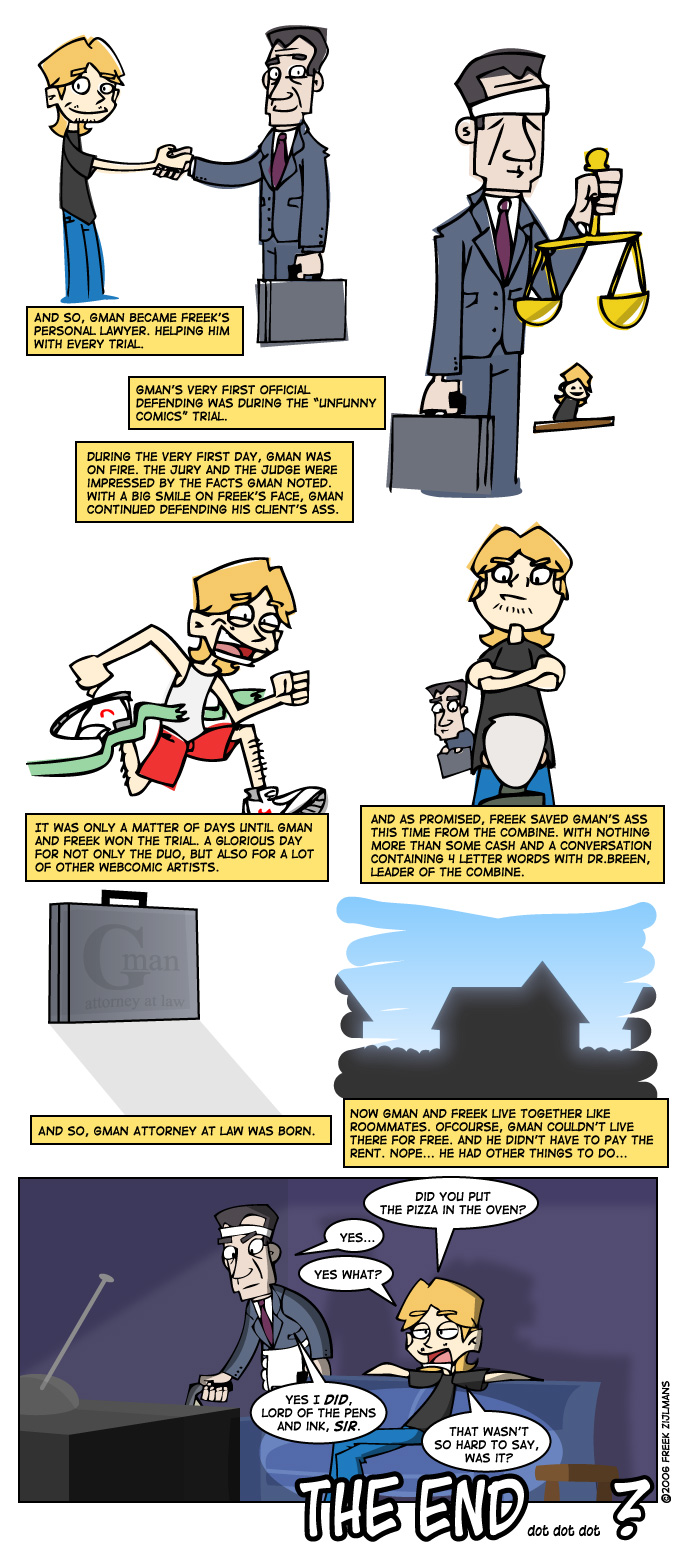 AND SO, GMAN BECAME FREEK'S
PERSONAL LAWYER. HELPING HIM
WITH EVERY TRIAL.
GMAN'S VERY FIRST OFFICIAL
DEFENDING WAS DURING THE "UNFUNNY
COMICS" TRIAL.
DURING THE VERY FIRST DAY, GMAN WAS
ON FIRE. THE JURY AND THE JUDGE WERE
IMPRESSED BY THE FACTS GMAN NOTED.
WITH A BIG SMILE ON FREEK'S FACE, GMAN
CONTINUED DEFENDING HIS CLIENT'S ASS.
IT WAS ONLY A MATTER OF DAYS UNTIL GMAN
AND FREEK WON THE TRIAL. A GLORIOUS DAY
FOR NOT ONLY THE DUO, BUT ALSO FOR A LOT
OF OTHER WEBCOMIC ARTISTS.
AND AS PROMISED, FREEK SAVED GMAN'S ASS
THIS TIME FROM THE COMBINE. WITH NOTHING
MORE THAN SOME CASH AND A CONVERSATION
CONTAINING 4 LETTER WORDS WITH DR.BREEN,
LEADER OF THE COMBINE.
Gman
attorney at law
AND SO, GMAN ATTORNEY AT LAW WAS BORN.
NOW GMAN AND FREEK LIVE TOGETHER LIKE
ROOMMATES. OFCOURSE, GMAN COULDN'T LIVE
THERE FOR FREE. AND HE DIDN'T HAVE TO PAY THE
RENT. NOPE... HE HAD OTHER THINGS TO DO...
DID YOU PUT
THE PIZZA IN THE OVEN?
YES...
YES WHAT?
YES I DID,
LORD OF THE PENS
AND INK, SIR.
THAT WASN'T
SO HARD TO SAY,
WAS IT?
THE END dot dot dot ?
©2006 FREEK ZIJLMANS